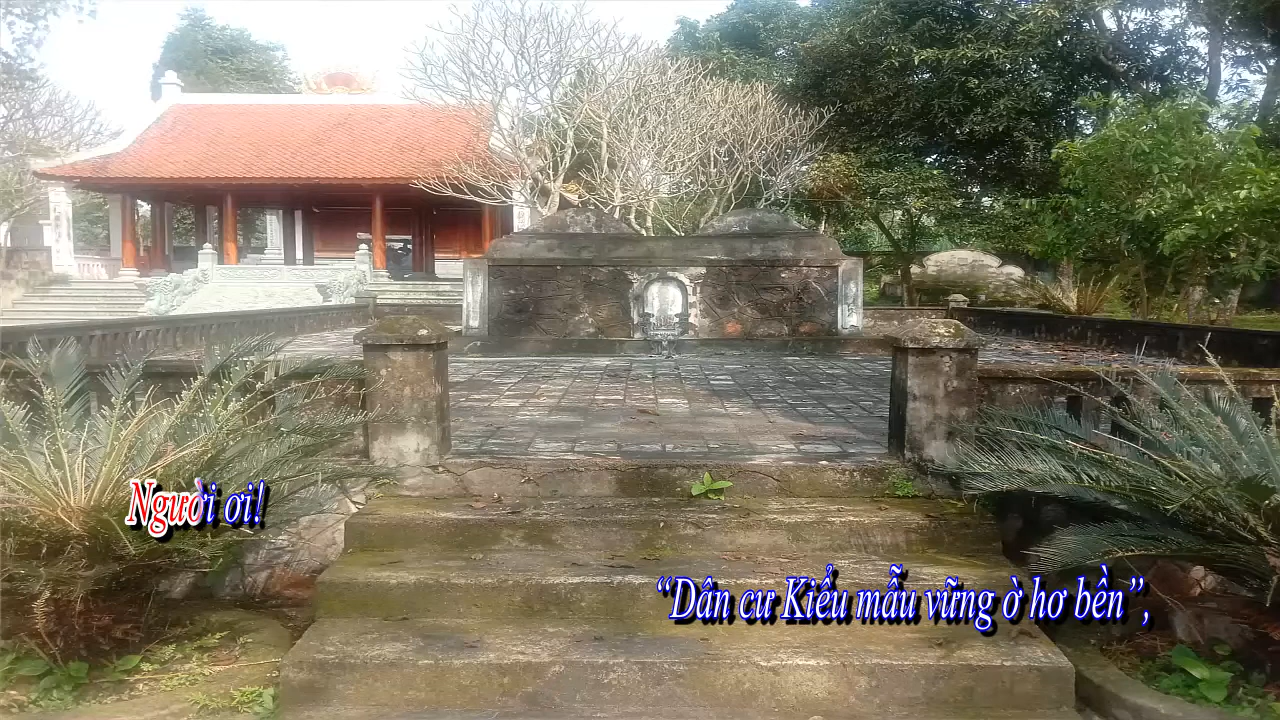 Người ơi!
“Dân cư Kiểu mẫu vững ờ hơ bền”,